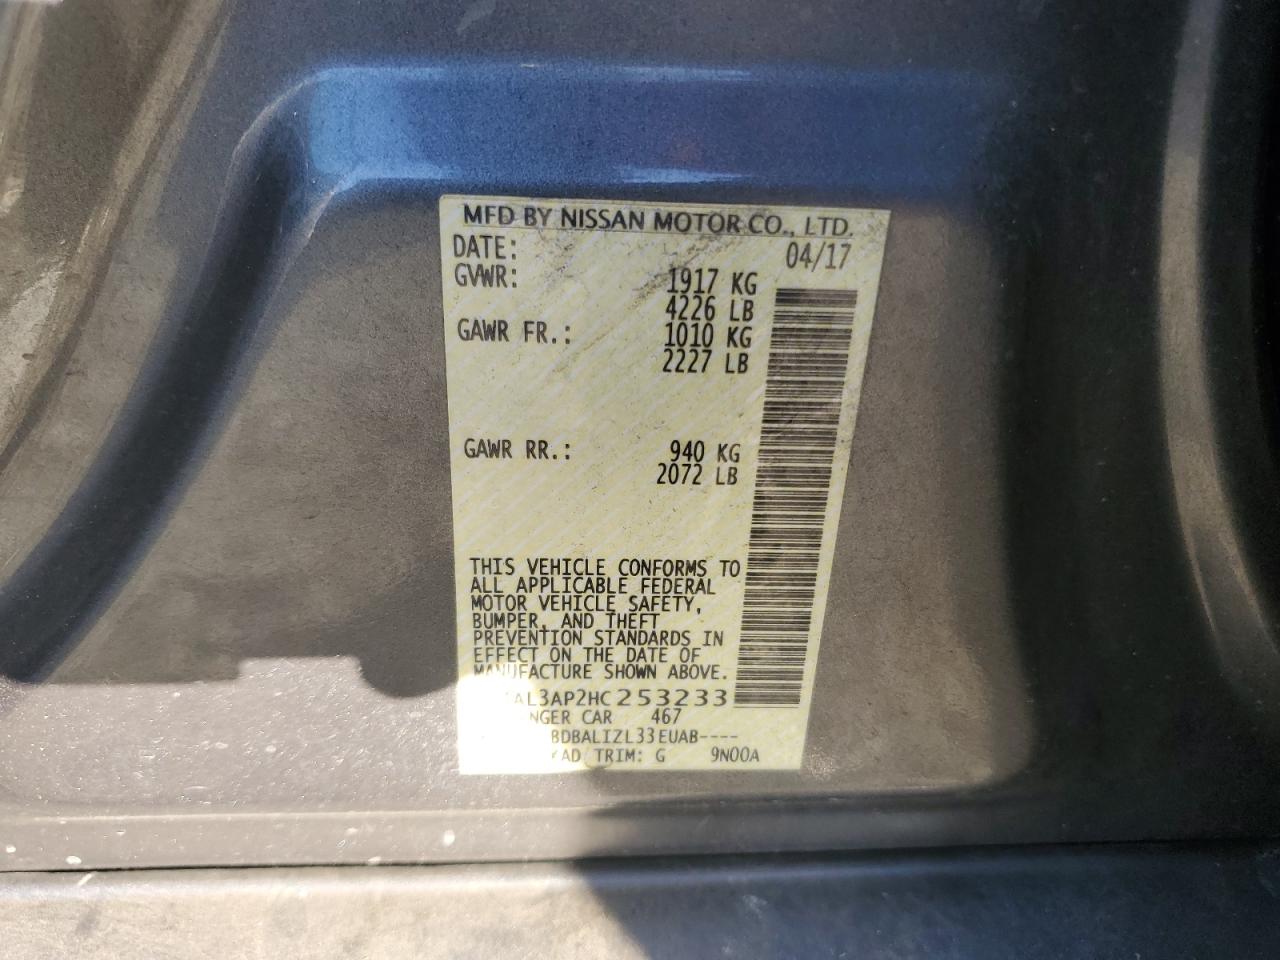 MFD BY NISSAN MOTOR CO., LTD.
DATE: 04/17
GVWR: 1917 KG
4226 LB
GAWR FR.: 1010 KG
2227 LB
GAWR RR.: 940 KG
2072 LB
THIS VEHICLE CONFORMS TO
ALL APPLICABLE FEDERAL
MOTOR VEHICLE SAFETY,
BUMPER, AND THEFT
PREVENTION STANDARDS IN
EFFECT ON THE DATE OF
MANUFACTURE SHOWN ABOVE.
AL3AP2HC253233
NGER CAR 467
BDBALIZL33EUAB----
AD TRIM: G 9N00A